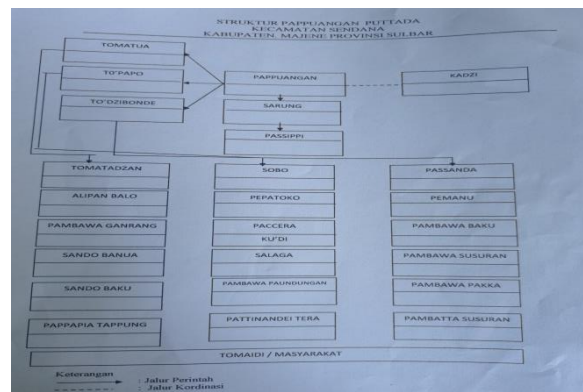 STRUKTUR PAPPUANGAN PUTTADA
KECAMATAN SENDANA
KABUPATEN. MAJENE PROVINSI SULBAR
TOMATUA
TO'PAPO
PAPPUANGAN
KADZI
TO'DZIBONDE
SARUNG
PASSIPPI
TOMATADZAN
SOBO
PASSANDA
ALIPAN BALO
PEPATOKO
PEMANU
PAMBAWA GANRANG
PACCERA
PAMBAWA BAKU
KU'DI
SANDO BANUA
SALAGA
PAMBAWA SUSURAN
SANDO BAKU
PAMBAWA PAUNDUNGAN
PAMBAWA PAKKA
PAPPAPIA TAPPUNG
PATTINANDEI TERA
PAMBATTA SUSURAN
TOMAIDI / MASYARAKAT
Keterangan
: Jalur Perintah
: Jalur Kordinasi